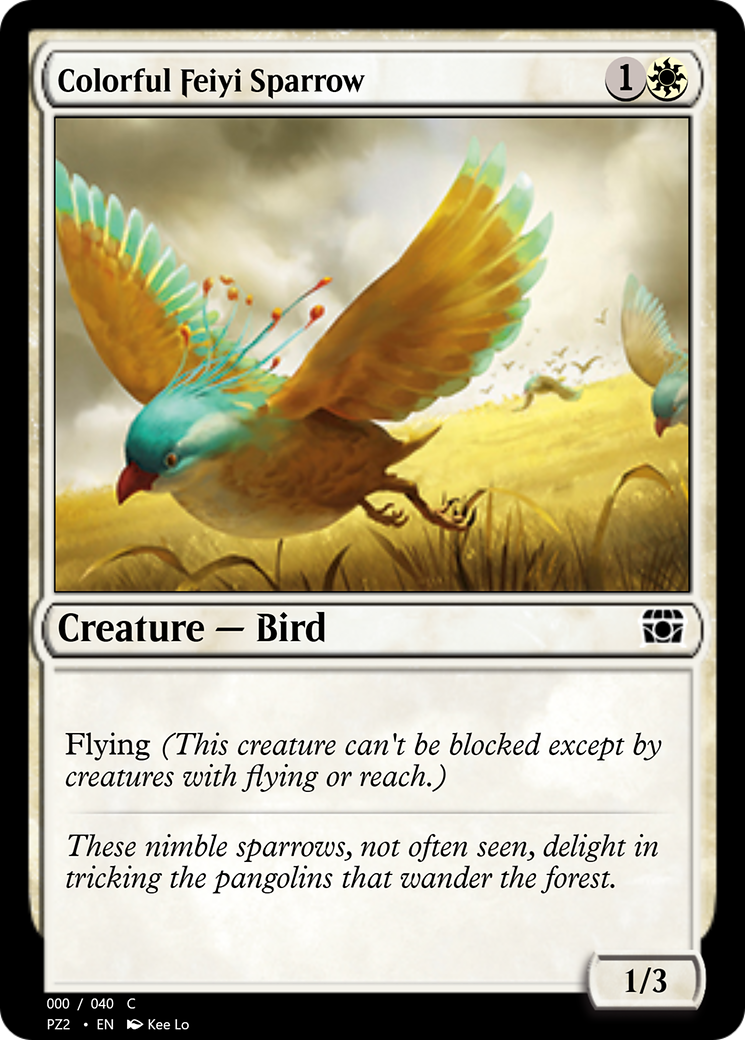 Colorful Feiyi Sparrow 1
Creature — Bird
Flying (This creature can't be blocked except by
creatures with flying or reach.)
These nimble sparrows, not often seen, delight in
tricking the pangolins that wander the forest.
1/3
000 / 040 C
PZ2 • EN Kee Lo